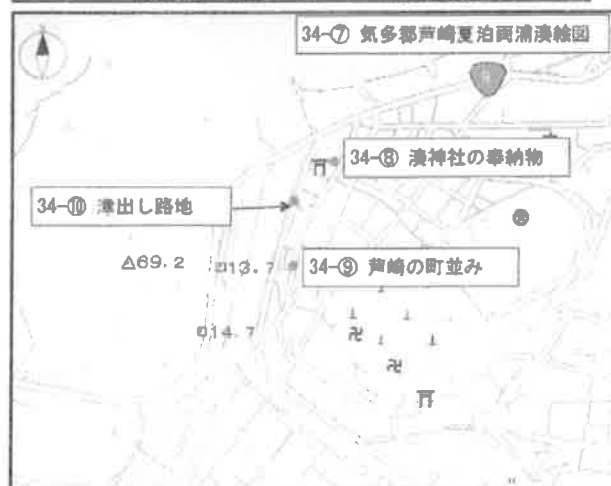 34-⑦ 気多郡芦崎夏泊両浦湊絵図
34-⑧ 湊神社の奉納物
34-⑩ 津出し路地
△69.2
□13.7
34-⑨ 芦崎の町並み
□14.7